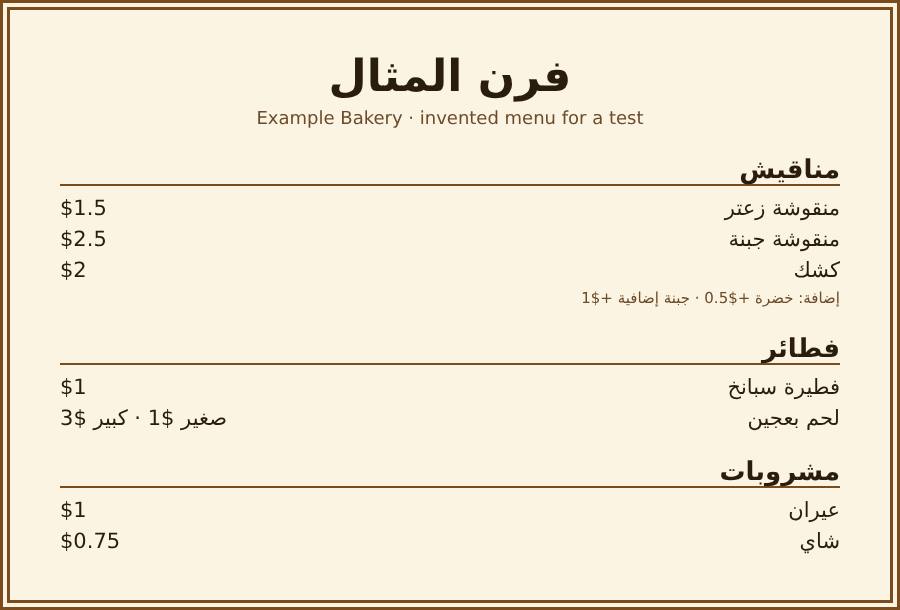 فرن المثال
Example Bakery · invented menu for a test
مناقيش
منقوشة زعتر $1.5
منقوشة جبنة $2.5
كشك $2
إضافة: خضرة +$0.5 · جبنة إضافية +$1
فطائر
فطيرة سبانخ $1
لحم بعجين صغير $1 · كبير $3
مشروبات
عيران $1
شاي $0.75